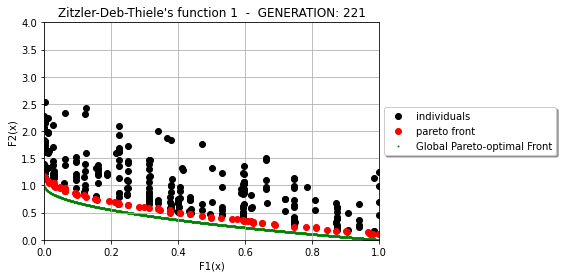 Zitzler-Deb-Thiele's function 1 - GENERATION: 221
4.0
3.5
3.0
2.5
2.0
1.5
1.0
0.5
0.0
F2(x)
0.0 0.2 0.4 0.6 0.8 1.0
F1(x)
individuals
pareto front
Global Pareto-optimal Front